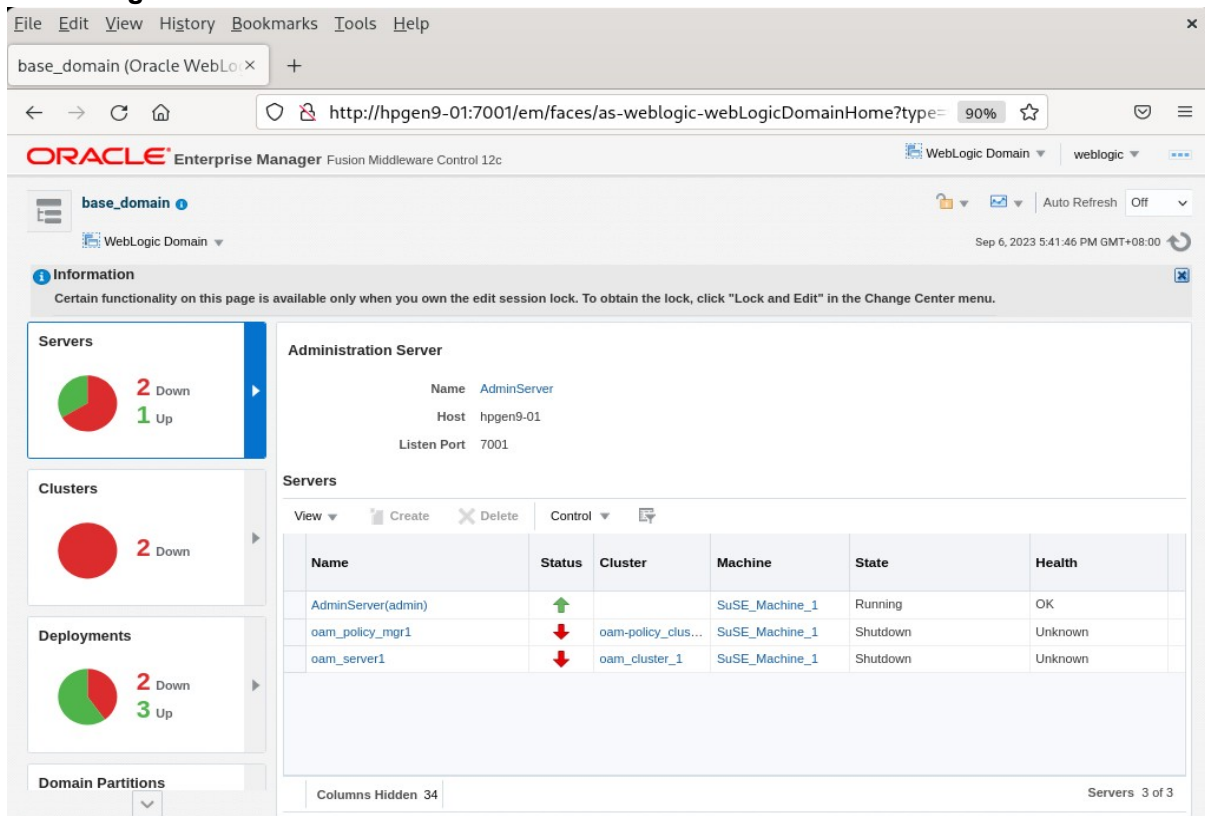 File Edit View History Bookmarks Tools Help
base_domain (Oracle WebLo
http://hpgen9-01:7001/em/faces/as-weblogic-webLogicDomainHome?type= 90%
ORACLE Enterprise Manager Fusion Middleware Control 12c WebLogic Domain weblogic
base_domain Auto Refresh Off
WebLogic Domain Sep 6, 2023 5:41:46 PM GMT+08:00
Information
Certain functionality on this page is available only when you own the edit session lock. To obtain the lock, click "Lock and Edit" in the Change Center menu.
Servers
2 Down
1 Up
Clusters
2 Down
Deployments
2 Down
3 Up
Domain Partitions
Administration Server
Name AdminServer
Host hpgen9-01
Listen Port 7001
Servers
View Create Delete Control
Name Status Cluster Machine State Health
AdminServer(admin) SuSE_Machine_1 Running OK
oam_policy_mgr1 oam-policy_clus... SuSE_Machine_1 Shutdown Unknown
oam_server1 oam_cluster_1 SuSE_Machine_1 Shutdown Unknown
Columns Hidden 34 Servers 3 of 3